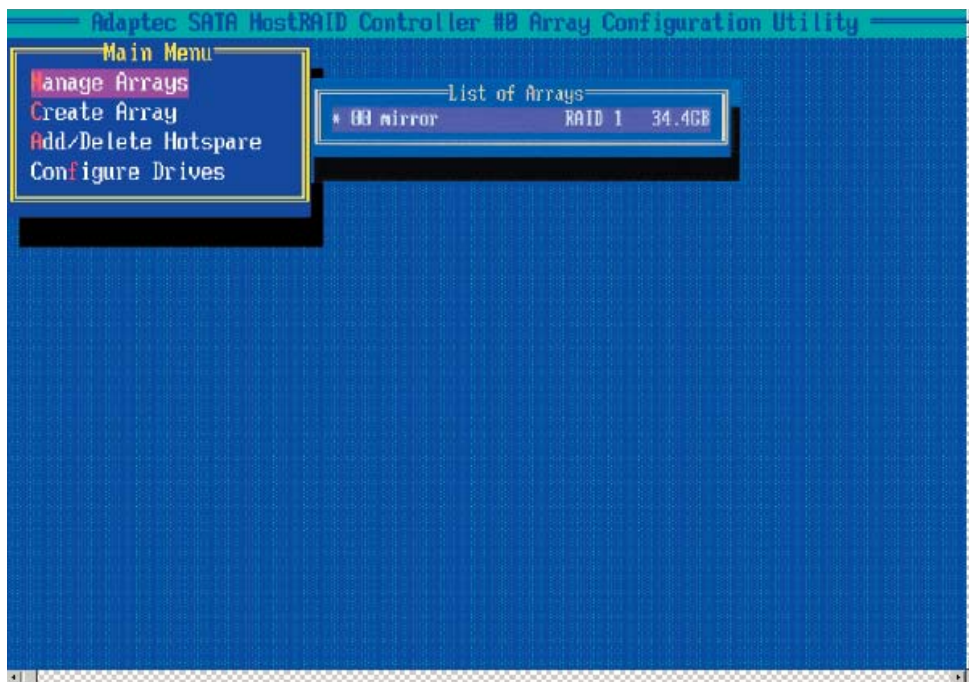 Adaptec SATA HostRAID Controller #0 Array Configuration Utility
Main Menu
Manage Arrays
Create Array
Add/Delete Hotspare
Configure Drives
List of Arrays
* 00 mirror RAID 1 34.4GB